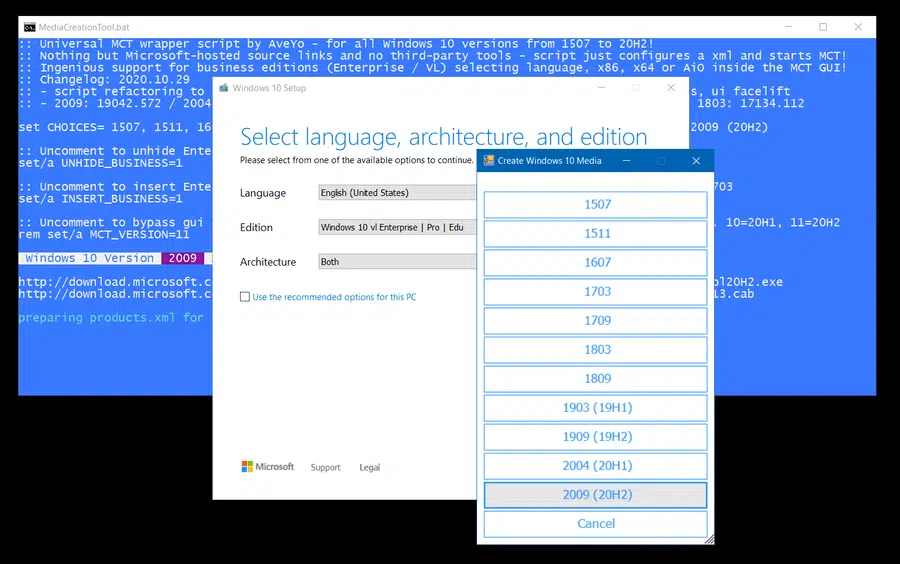 MediaCreationTool.bat
:: Universal MCT wrapper script by AveYo - for all Windows 10 versions from 1507 to 20H2!
:: Nothing but Microsoft-hosted source links and no third-party tools - script just configures a xml and starts MCT!
:: Ingenious support for business editions (Enterprise / VL) selecting language, x86, x64 or AiO inside the MCT GUI!
:: Changelog: 2020.10.29
:: - script refactoring to s, ui facelift
:: - 2009: 19042.572 / 2004 1803: 17134.112
set CHOICES= 1507, 1511, 16 2009 (20H2)
:: Uncomment to unhide Ente
set/a UNHIDE_BUSINESS=1
:: Uncomment to insert Ente 703
set/a INSERT_BUSINESS=1
:: Uncomment to bypass gui , 10=20H1, 11=20H2
rem set/a MCT_VERSION=11
Windows 10 Version 2009
http://download.microsoft.c ol20H2.exe
http://download.microsoft.c 13.cab
preparing products.xml for
Windows 10 Setup
Select language, architecture, and edition
Please select from one of the available options to continue.
Language English (United States)
Edition Windows 10 vl Enterprise | Pro | Edu
Architecture Both
Use the recommended options for this PC
Microsoft Support Legal
Create Windows 10 Media
1507
1511
1607
1703
1709
1803
1809
1903 (19H1)
1909 (19H2)
2004 (20H1)
2009 (20H2)
Cancel